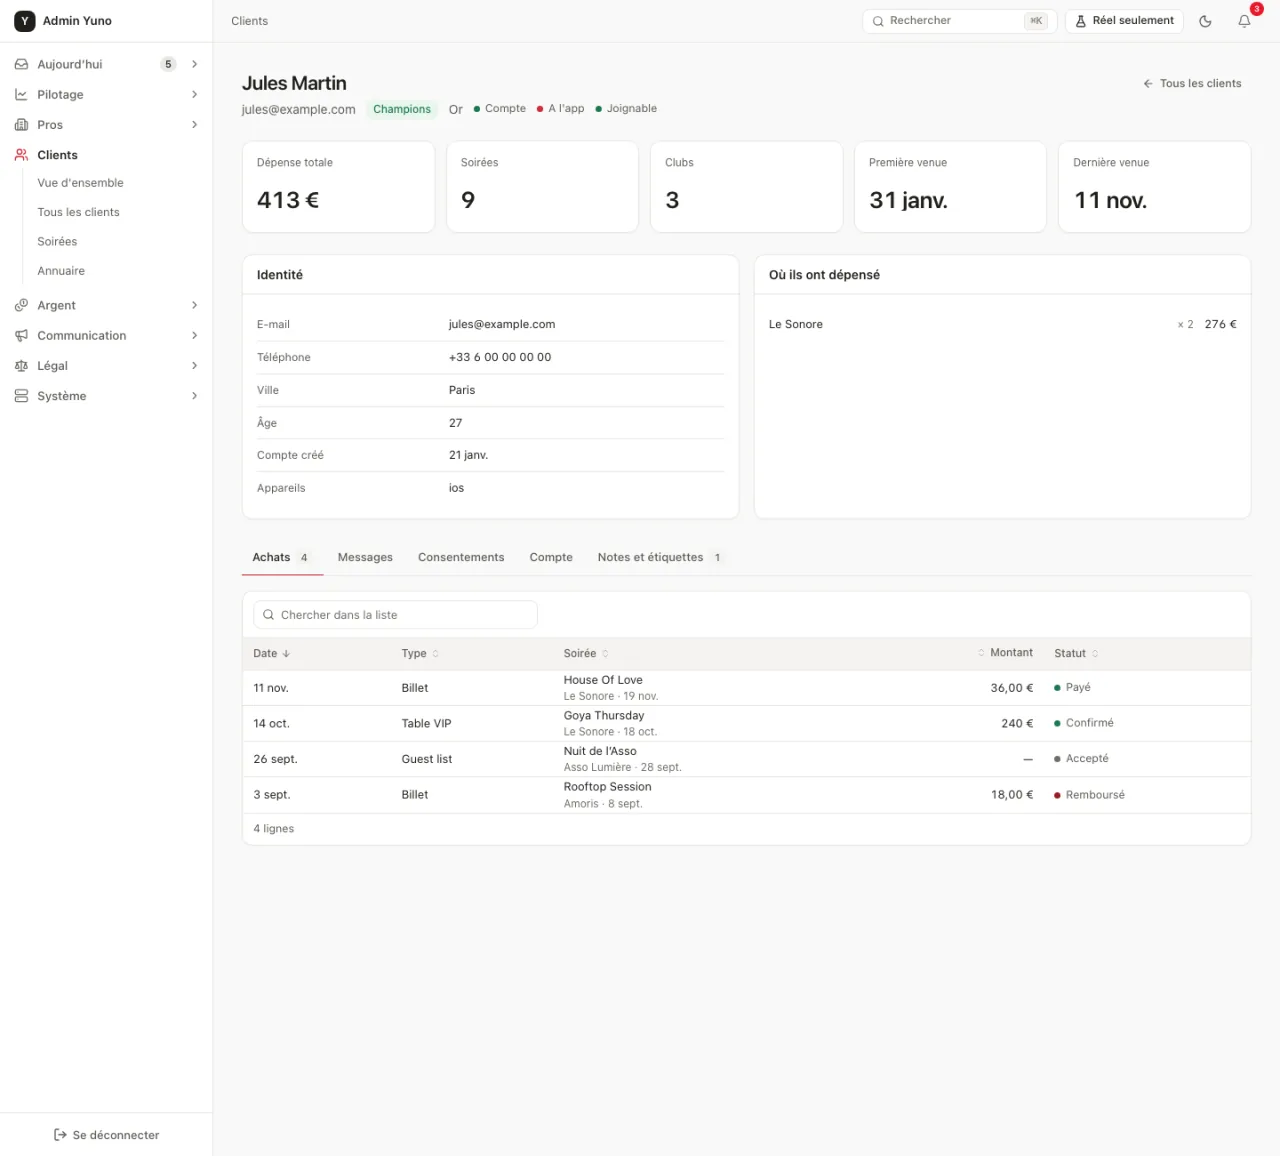 Y Admin Yuno
Clients
Rechercher ⌘K
Réel seulement
3
Aujourd'hui 5
Pilotage
Pros
Clients
Vue d'ensemble
Tous les clients
Soirées
Annuaire
Argent
Communication
Légal
Système
Se déconnecter
Jules Martin
← Tous les clients
jules@example.com Champions Or Compte A l'app Joignable
Dépense totale
413 €
Soirées
9
Clubs
3
Première venue
31 janv.
Dernière venue
11 nov.
Identité
E-mail jules@example.com
Téléphone +33 6 00 00 00 00
Ville Paris
Âge 27
Compte créé 21 janv.
Appareils ios
Où ils ont dépensé
Le Sonore × 2 276 €
Achats 4 Messages Consentements Compte Notes et étiquettes 1
Chercher dans la liste
Date ↓ Type Soirée Montant Statut
11 nov. Billet House Of Love 36,00 € Payé
Le Sonore · 19 nov.
14 oct. Table VIP Goya Thursday 240 € Confirmé
Le Sonore · 18 oct.
26 sept. Guest list Nuit de l'Asso — Accepté
Asso Lumière · 28 sept.
3 sept. Billet Rooftop Session 18,00 € Remboursé
Amoris · 8 sept.
4 lignes